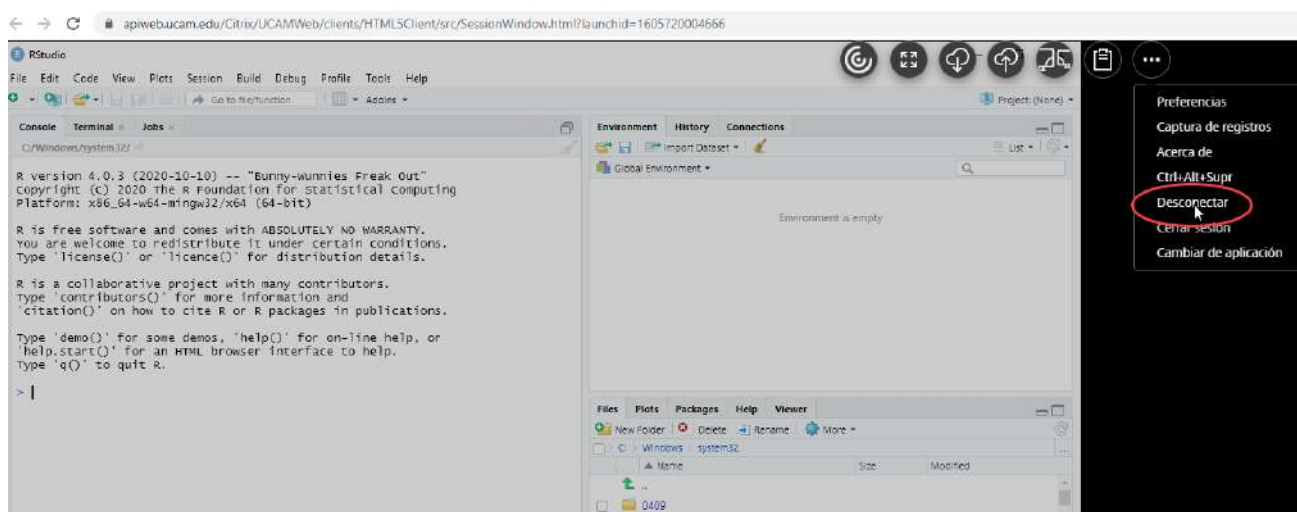 apiweb.ucam.edu/Citrix/UCAMWeb/clients/HTML5Client/src/SessionWindow.html?launchid=1605720004666
RStudio
File Edit Code View Plots Session Build Debug Profile Tools Help
Go to file/function Addins Project: (None)
Console Terminal Jobs
C:/Windows/system32/
R version 4.0.3 (2020-10-10) -- "Bunny-Wunnies Freak Out"
Copyright (C) 2020 The R Foundation for Statistical Computing
Platform: x86_64-w64-mingw32/x64 (64-bit)
R is free software and comes with ABSOLUTELY NO WARRANTY.
You are welcome to redistribute it under certain conditions.
Type 'license()' or 'licence()' for distribution details.
R is a collaborative project with many contributors.
Type 'contributors()' for more information and
'citation()' on how to cite R or R packages in publications.
Type 'demo()' for some demos, 'help()' for on-line help, or
'help.start()' for an HTML browser interface to help.
Type 'q()' to quit R.
>
Environment History Connections
Import Dataset List
Global Environment
Environment is empty
Files Plots Packages Help Viewer
New Folder Delete Rename More
C: Windows system32
Name Size Modified
..
0409
Preferencias
Captura de registros
Acerca de
Ctrl+Alt+Supr
Desconectar
Cerrar sesión
Cambiar de aplicación